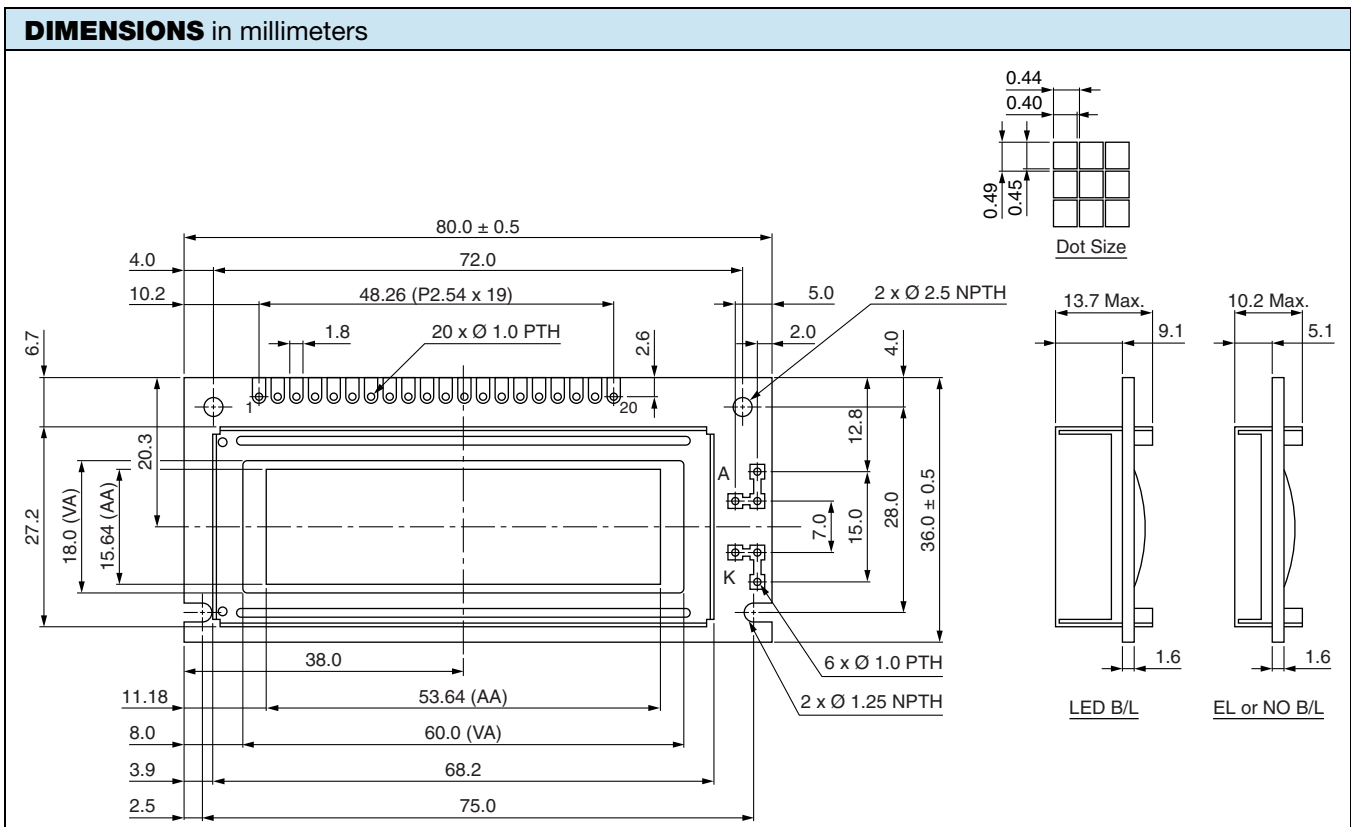 DIMENSIONS in millimeters
0.44
0.40
0.49
0.45
Dot Size
80.0 ± 0.5
4.0
72.0
10.2
48.26 (P2.54 x 19)
5.0
2 x Ø 2.5 NPTH
13.7 Max.
10.2 Max.
6.7
1.8
20 x Ø 1.0 PTH
2.6
2.0
4.0
9.1
5.1
1
20
20.3
12.8
A
27.2
18.0 (VA)
15.64 (AA)
7.0
15.0
28.0
36.0 ± 0.5
K
38.0
6 x Ø 1.0 PTH
1.6
1.6
11.18
53.64 (AA)
2 x Ø 1.25 NPTH
LED B/L
EL or NO B/L
8.0
60.0 (VA)
3.9
68.2
2.5
75.0